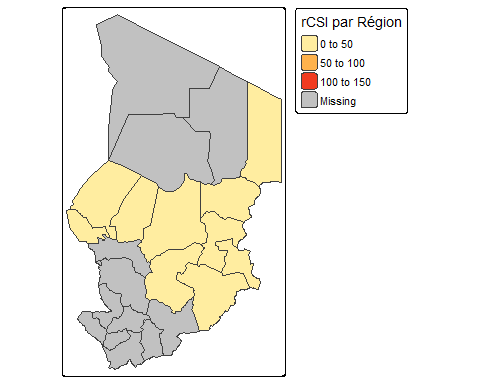 rCSI par Région
0 to 50
50 to 100
100 to 150
Missing